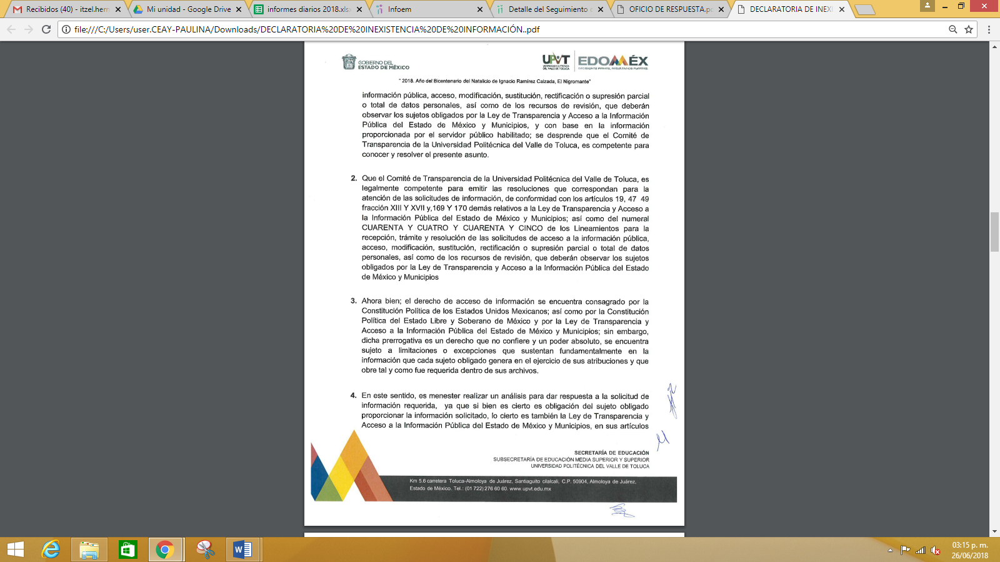 Recibidos (40) - itzel.her
Mi unidad - Google Drive
informes diarios 2018.xls
Infoem
Detalle del Seguimiento
OFICIO DE RESPUESTA.p
DECLARATORIA DE INEX
file:///C:/Users/user.CEAY-PAULINA/Downloads/DECLARATORIA%20DE%20INEXISTENCIA%20DE%20INFORMACIÓN..pdf
GOBIERNO DEL
ESTADO DE MÉXICO
UPVT
UNIVERSIDAD POLITÉCNICA
DEL VALLE DE TOLUCA
EDOMÉX
DECISIONES FIRMES, RESULTADOS FUERTES.
" 2018. Año del Bicentenario del Natalicio de Ignacio Ramírez Calzada, El Nigromante"
información pública, acceso, modificación, sustitución, rectificación o supresión parcial
o total de datos personales, así como de los recursos de revisión, que deberán
observar los sujetos obligados por la Ley de Transparencia y Acceso a la Información
Pública del Estado de México y Municipios, y con base en la información
proporcionada por el servidor público habilitado; se desprende que el Comité de
Transparencia de la Universidad Politécnica del Valle de Toluca, es competente para
conocer y resolver el presente asunto.
2. Que el Comité de Transparencia de la Universidad Politécnica del Valle de Toluca, es
legalmente competente para emitir las resoluciones que correspondan para la
atención de las solicitudes de información, de conformidad con los artículos 19, 47 49
fracción XIII Y XVII y,169 Y 170 demás relativos a la Ley de Transparencia y Acceso a
la Información Pública del Estado de México y Municipios; así como del numeral
CUARENTA Y CUATRO Y CUARENTA Y CINCO de los Lineamientos para la
recepción, trámite y resolución de las solicitudes de acceso a la información pública,
acceso, modificación, sustitución, rectificación o supresión parcial o total de datos
personales, así como de los recursos de revisión, que deberán observar los sujetos
obligados por la Ley de Transparencia y Acceso a la Información Pública del Estado
de México y Municipios
3. Ahora bien; el derecho de acceso de información se encuentra consagrado por la
Constitución Política de los Estados Unidos Mexicanos; así como por la Constitución
Política del Estado Libre y Soberano de México y por la Ley de Transparencia y
Acceso a la Información Pública del Estado de México y Municipios; sin embargo,
dicha prerrogativa es un derecho que no confiere y un poder absoluto, se encuentra
sujeto a limitaciones o excepciones que sustentan fundamentalmente en la
información que cada sujeto obligado genera en el ejercicio de sus atribuciones y que
obre tal y como fue requerida dentro de sus archivos.
4. En este sentido, es menester realizar un análisis para dar respuesta a la solicitud de
información requerida, ya que si bien es cierto es obligación del sujeto obligado
proporcionar la información solicitado, lo cierto es también la Ley de Transparencia y
Acceso a la Información Pública del Estado de México y Municipios, en sus artículos
SECRETARÍA DE EDUCACIÓN
SUBSECRETARÍA DE EDUCACIÓN MEDIA SUPERIOR Y SUPERIOR
UNIVERSIDAD POLITÉCNICA DEL VALLE DE TOLUCA
Km 5.6 carretera Toluca-Almoloya de Juárez, Santiaguito cilalcali, C.P. 50904, Almoloya de Juárez,
Estado de México. Tel.: (01 722) 276 60 60. www.upvt.edu.mx
03:15 p. m.
26/06/2018